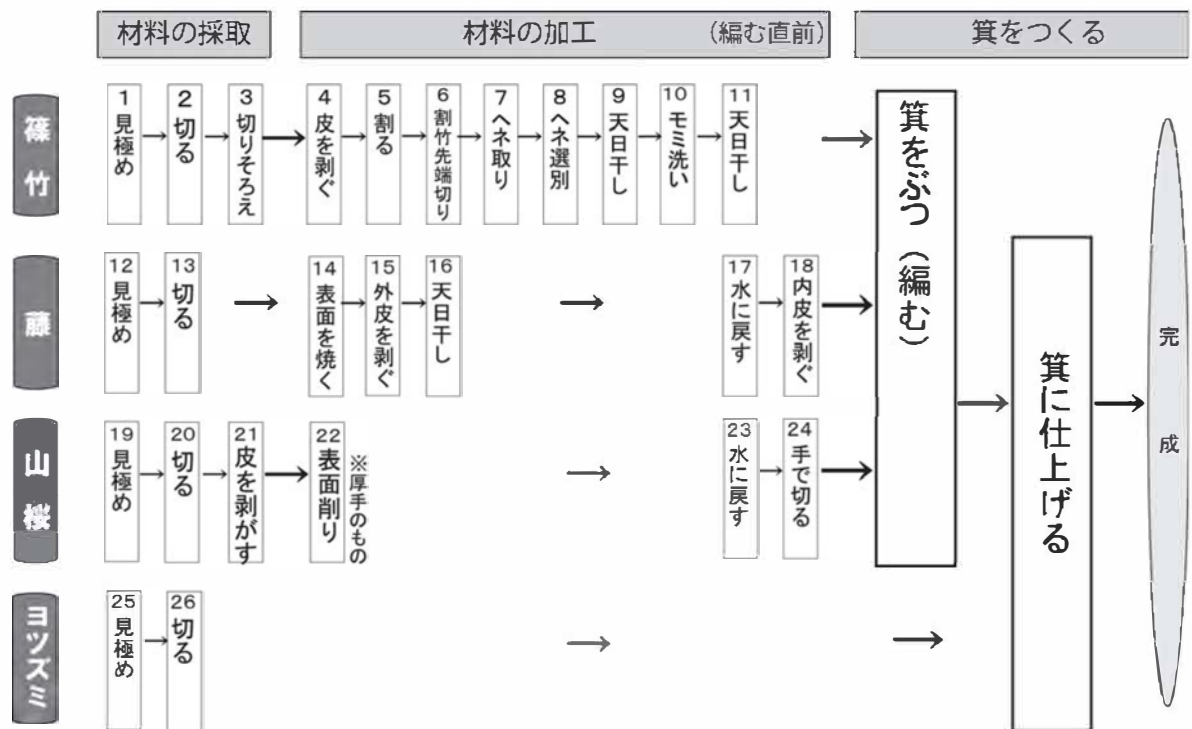 材料の採取
材料の加工 (編む直前)
箕をつくる
篠竹
1 見極め
2 切る
3 切りそろえ
4 皮を剥ぐ
5 割る
6 割竹先端切り
7 ヘネ取り
8 ヘネ選別
9 天日干し
10 モミ洗い
11 天日干し
藤
12 見極め
13 切る
14 表面を焼く
15 外皮を剥ぐ
16 天日干し
17 水に戻す
18 内皮を剥ぐ
山桜
19 見極め
20 切る
21 皮を剥がす
22 表面削り
※厚手のもの
23 水に戻す
24 手で切る
ヨツズミ
25 見極め
26 切る
箕をぶつ(編む)
箕に仕上げる
完成